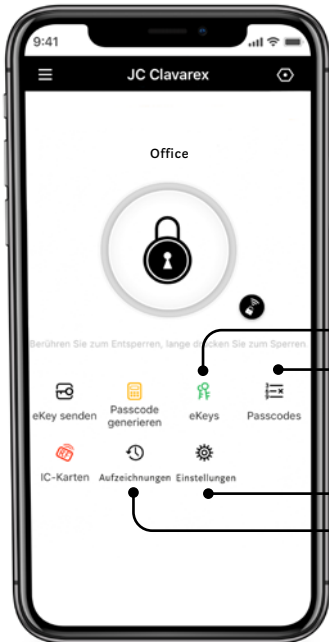 9:41
JC Clavarex
Office
Berühren Sie zum Entsperren, lange drücken Sie zum Sperren
eKey senden
Passcode
generieren
eKeys
Passcodes
IC-Karten
Aufzeichnungen
Einstellungen